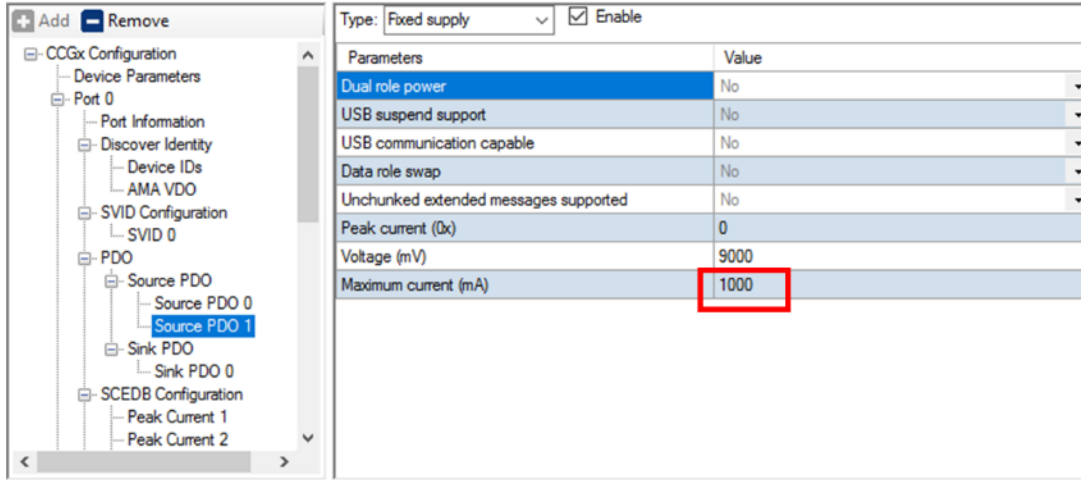 Add Remove
CCGx Configuration
Device Parameters
Port 0
Port Information
Discover Identity
Device IDs
AMA VDO
SVID Configuration
SVID 0
PDO
Source PDO
Source PDO 0
Source PDO 1
Sink PDO
Sink PDO 0
SCEDB Configuration
Peak Current 1
Peak Current 2
Type: Fixed supply Enable
Parameters Value
Dual role power No
USB suspend support No
USB communication capable No
Data role swap No
Unchunked extended messages supported No
Peak current (0x) 0
Voltage (mV) 9000
Maximum current (mA) 1000